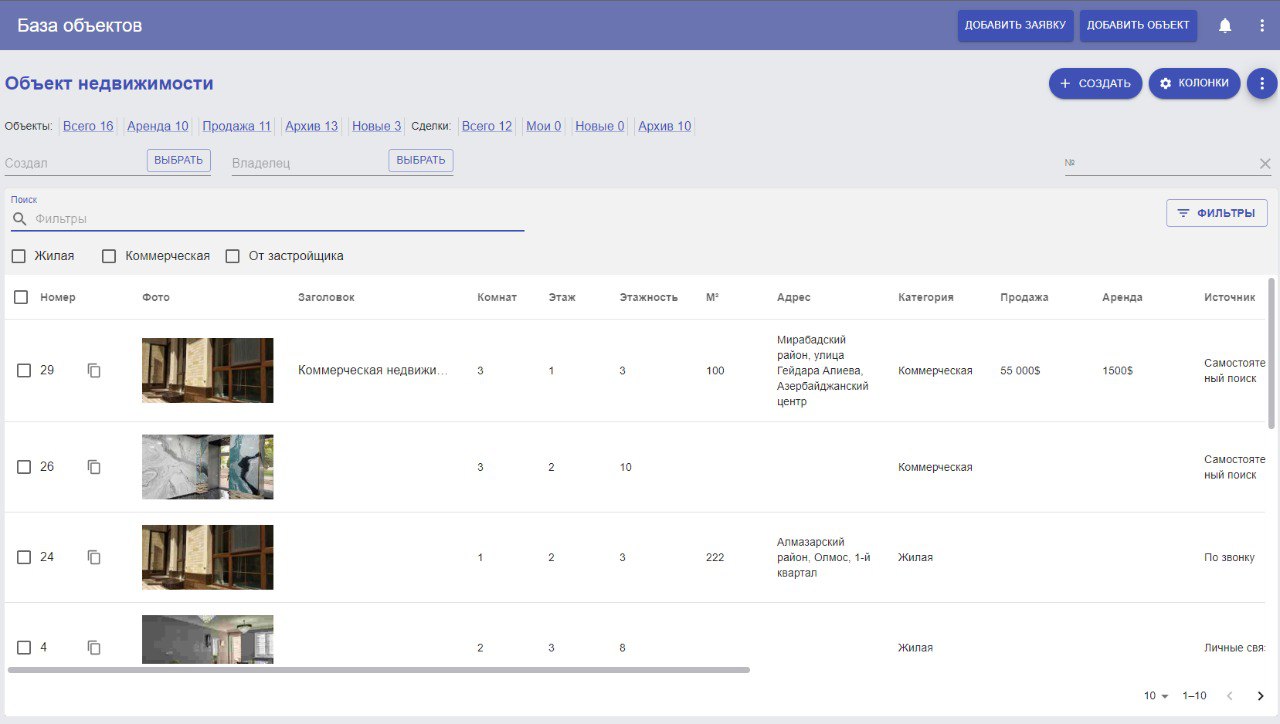 База объектов
ДОБАВИТЬ ЗАЯВКУ
ДОБАВИТЬ ОБЪЕКТ
Объект недвижимости
+ СОЗДАТЬ
КОЛОНКИ
Объекты: Всего 16 Аренда 10 Продажа 11 Архив 13 Новые 3 Сделки: Всего 12 Мои 0 Новые 0 Архив 10
Создал ВЫБРАТЬ Владелец ВЫБРАТЬ №
Поиск
Фильтры
ФИЛЬТРЫ
Жилая Коммерческая От застройщика
Номер Фото Заголовок Комнат Этаж Этажность М² Адрес Категория Продажа Аренда Источник
29 Коммерческая недвижи... 3 1 3 100
Мирабадский
район, улица
Гейдара Алиева,
Азербайджанский
центр
Коммерческая 55 000$ 1500$
Самостояте
ный поиск
26 3 2 10 Коммерческая
Самостояте
ный поиск
24 1 2 3 222
Алмазарский
район, Олмос, 1-й
квартал
Жилая По звонку
4 2 3 8 Жилая Личные свя
10 1–10